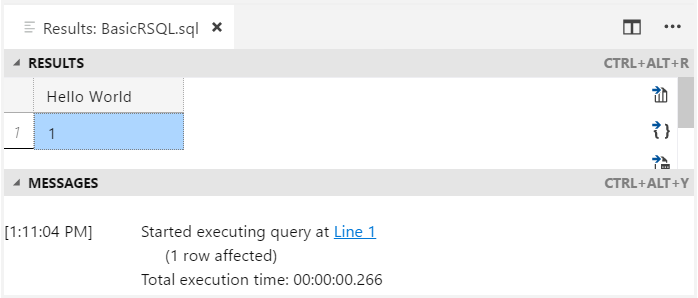 Results: BasicRSQL.sql
RESULTS CTRL+ALT+R
Hello World
1 1
MESSAGES CTRL+ALT+Y
[1:11:04 PM] Started executing query at Line 1
(1 row affected)
Total execution time: 00:00:00.266